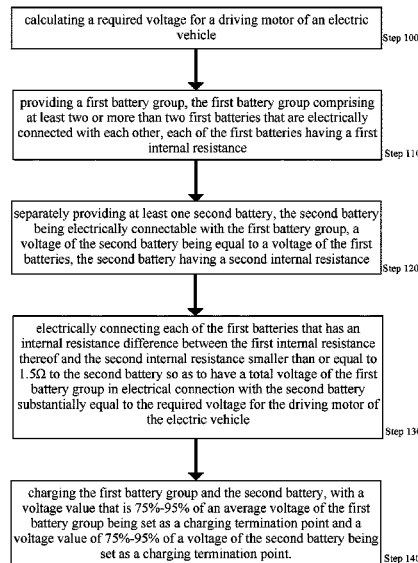 calculating a required voltage for a driving motor of an electric
vehicle
Step 100
providing a first battery group, the first battery group comprising
at least two or more than two first batteries that are electrically
connected with each other, each of the first batteries having a first
internal resistance
Step 110
separately providing at least one second battery, the second battery
being electrically connectable with the first battery group, a
voltage of the second battery being equal to a voltage of the first
batteries, the second battery having a second internal resistance
Step 120
electrically connecting each of the first batteries that has an
internal resistance difference between the first internal resistance
thereof and the second internal resistance smaller than or equal to
1.5Ω to the second battery so as to have a total voltage of the
first battery group in electrical connection with the second battery
substantially equal to the required voltage for the driving motor of
the electric vehicle
Step 130
charging the first battery group and the second battery, with a
voltage value that is 75%-95% of an average voltage of the
first battery group being set as a charging termination point and a
voltage value of 75%-95% of a voltage of the second battery being
set as a charging termination point.
Step 140